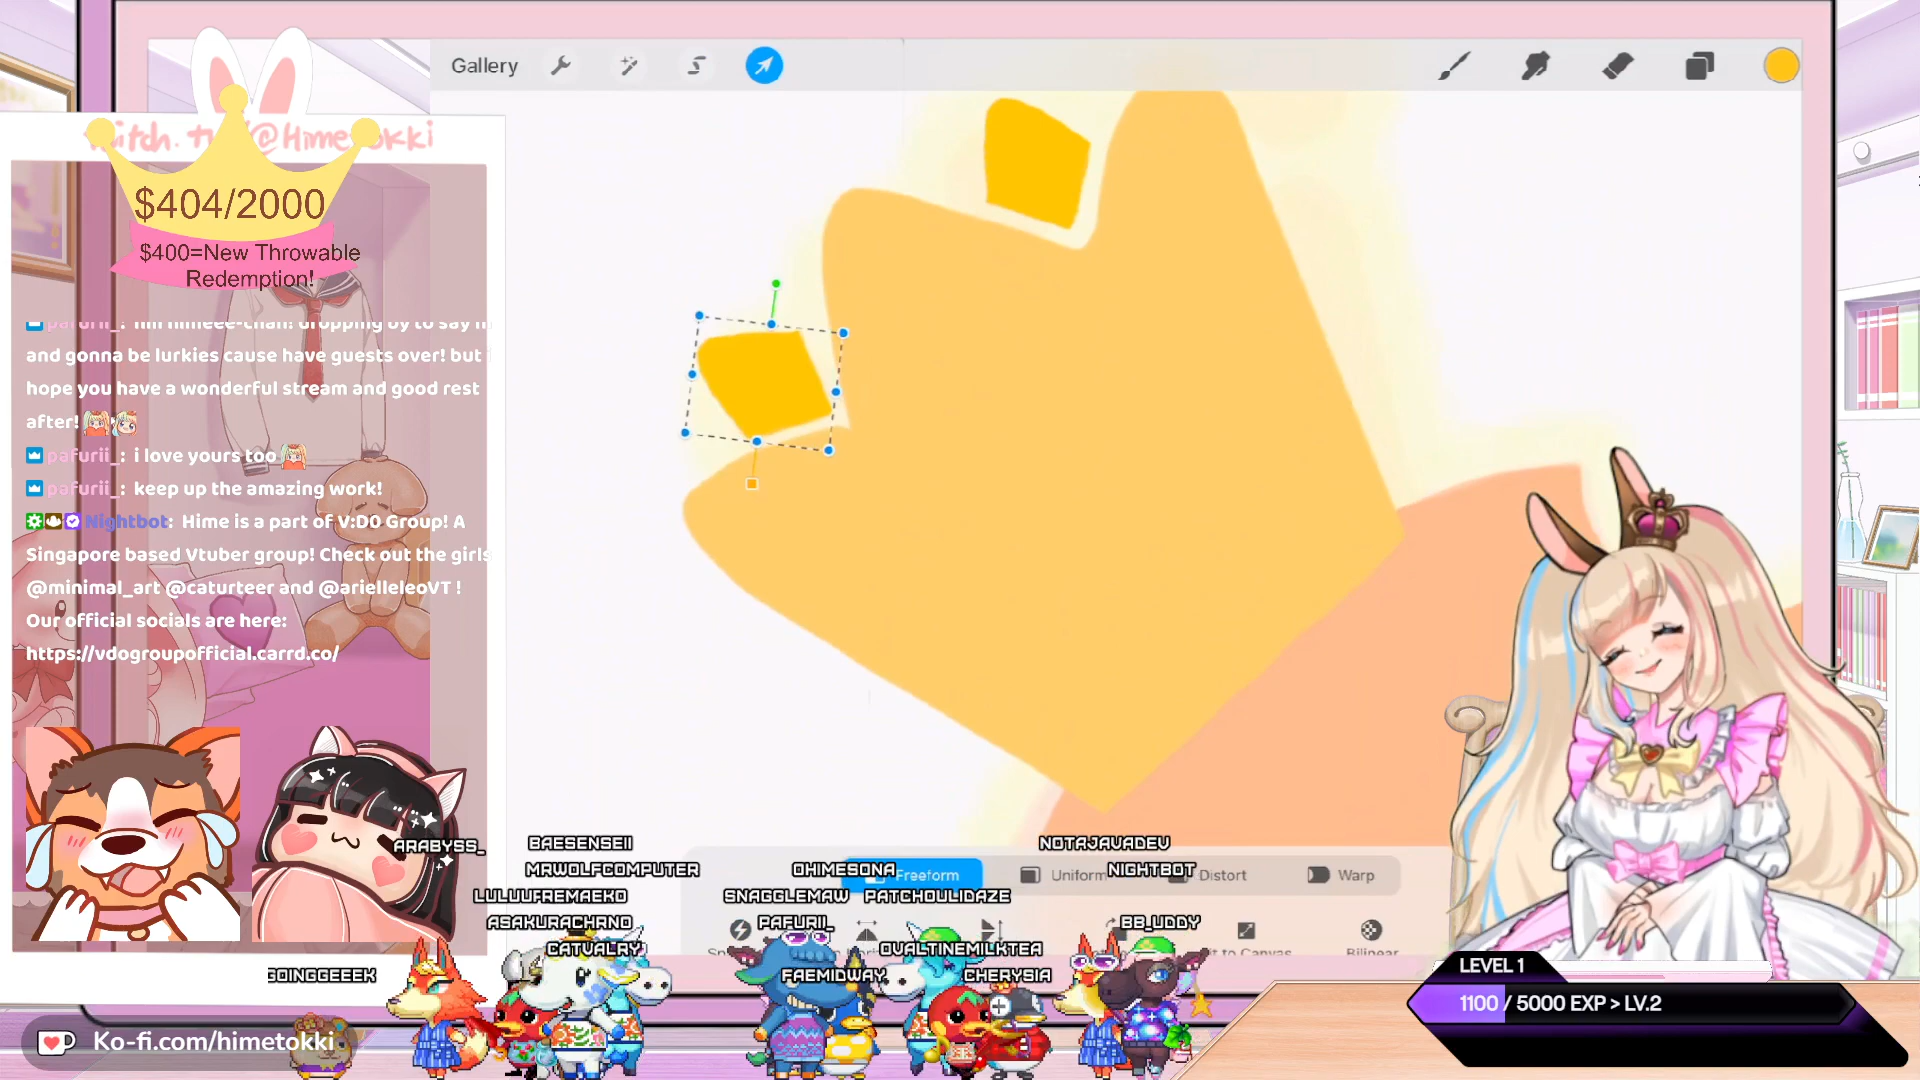 Gallery
twitch.tv/@Himetokki
$404/2000
$400=New Throwable
Redemption!
and gonna be lurkies cause have guests over! but i
hope you have a wonderful stream and good rest
after!
pafurii_: i love yours too
pafurii_: keep up the amazing work!
Nightbot: Hime is a part of V:DO Group! A
Singapore based Vtuber group! Check out the girls
@minimal_art @caturteer and @arielleleoVT !
Our official socials are here:
https://vdogroupofficial.carrd.co/
ARABYSS_
BAESENSEII
MRWOLFCOMPUTER
LULUUFREMAEKO
ASAKURACHRNO
CATVALRY
GOINGGEEEK
OHIMESONA
SNAGGLEMAW
PATCHOULIDAZE
PAFURII_
OVALTINEMILKTEA
FAEMIDWAY
CHERYSIA
NOTAJAVADEV
NIGHTBOT
BB_UDDY
Freeform
Uniform
Distort
Warp
Bilinear
LEVEL 1
1100 / 5000 EXP > LV.2
Ko-fi.com/himetokki